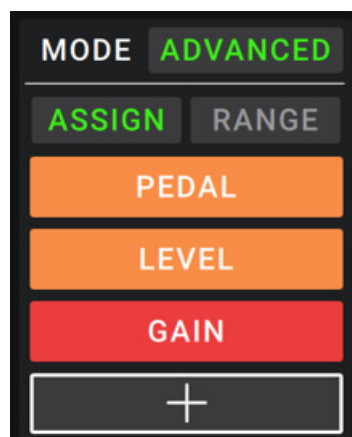 MODE ADVANCED
ASSIGN RANGE
PEDAL
LEVEL
GAIN
+